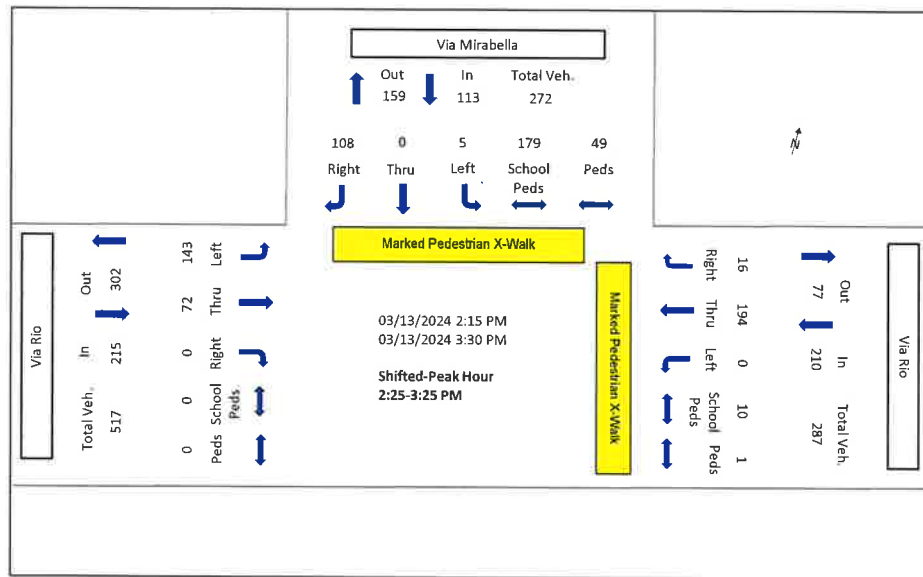 Via Mirabella
Out In Total Veh.
159 113 272
108 0 5 179 49
Right Thru Left School Peds Peds
Marked Pedestrian X-Walk
N
Via Rio
Out In Total Veh.
302 215 517
143 72 0 0 0
Left Thru Right School Peds. Peds
03/13/2024 2:15 PM
03/13/2024 3:30 PM
Shifted-Peak Hour
2:25-3:25 PM
Marked Pedestrian X-Walk
16 194 0 10 1
Right Thru Left School Peds Peds
Out In Total Veh.
77 210 287
Via Rio